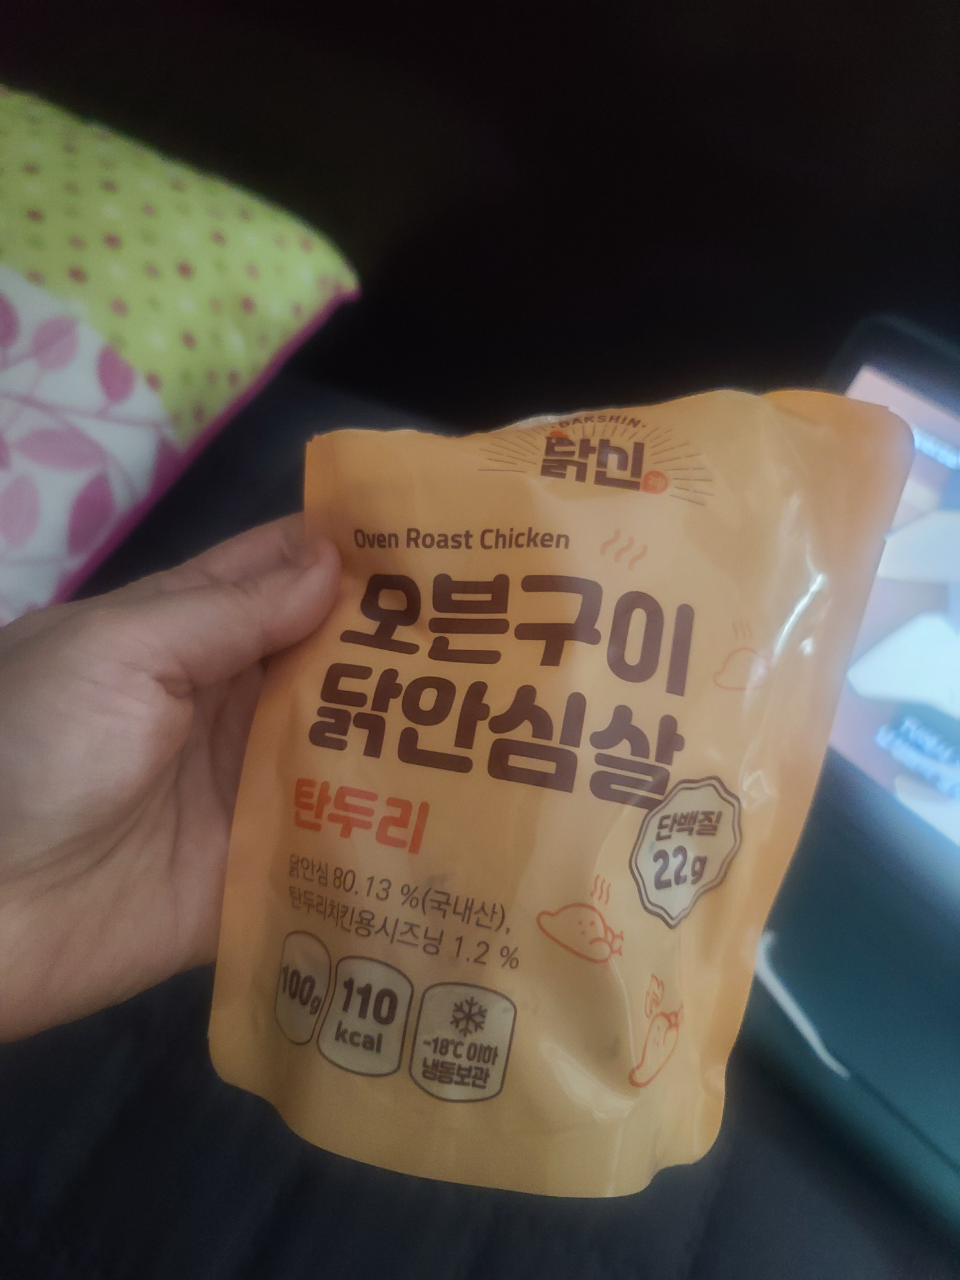 DAKSHIN
닭신
Oven Roast Chicken
오븐구이
닭안심살
탄두리
단백질
22g
닭안심 80.13 %(국내산),
탄두리치킨용시즈닝 1.2 %
100g
110
kcal
-18℃ 이하
냉동보관